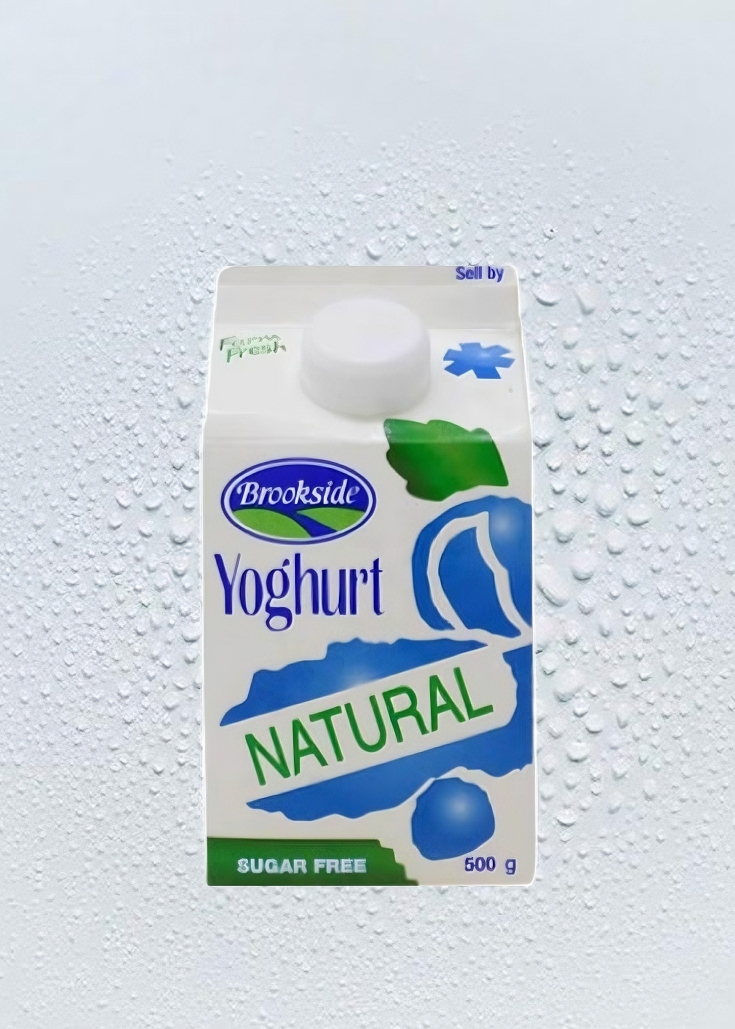 Sell by
Farm
Fresh
Brookside
Yoghurt
NATURAL
SUGAR FREE
500 g